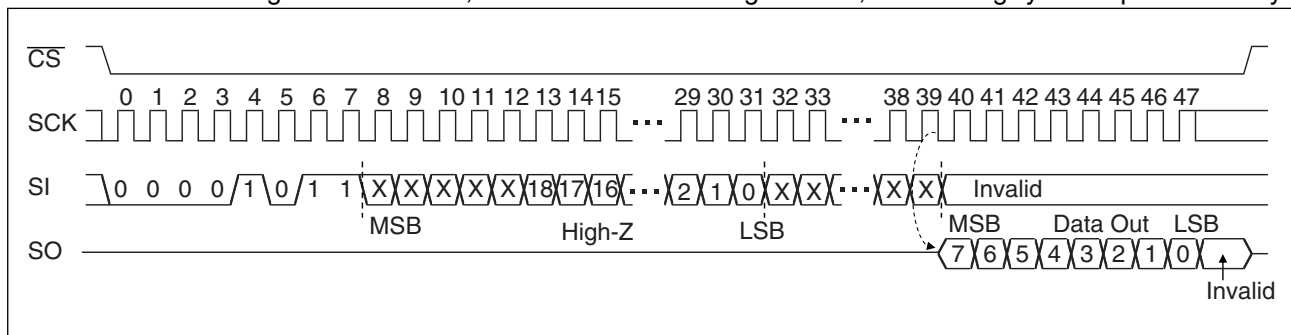 CS
0 1 2 3 4 5 6 7 8 9 10 11 12 13 14 15 29 30 31 32 33 38 39 40 41 42 43 44 45 46 47
SCK
SI 0 0 0 0 1 0 1 1 X X X X X 18 17 16 2 1 0 X X X X Invalid
MSB High-Z LSB MSB Data Out LSB
SO 7 6 5 4 3 2 1 0
Invalid